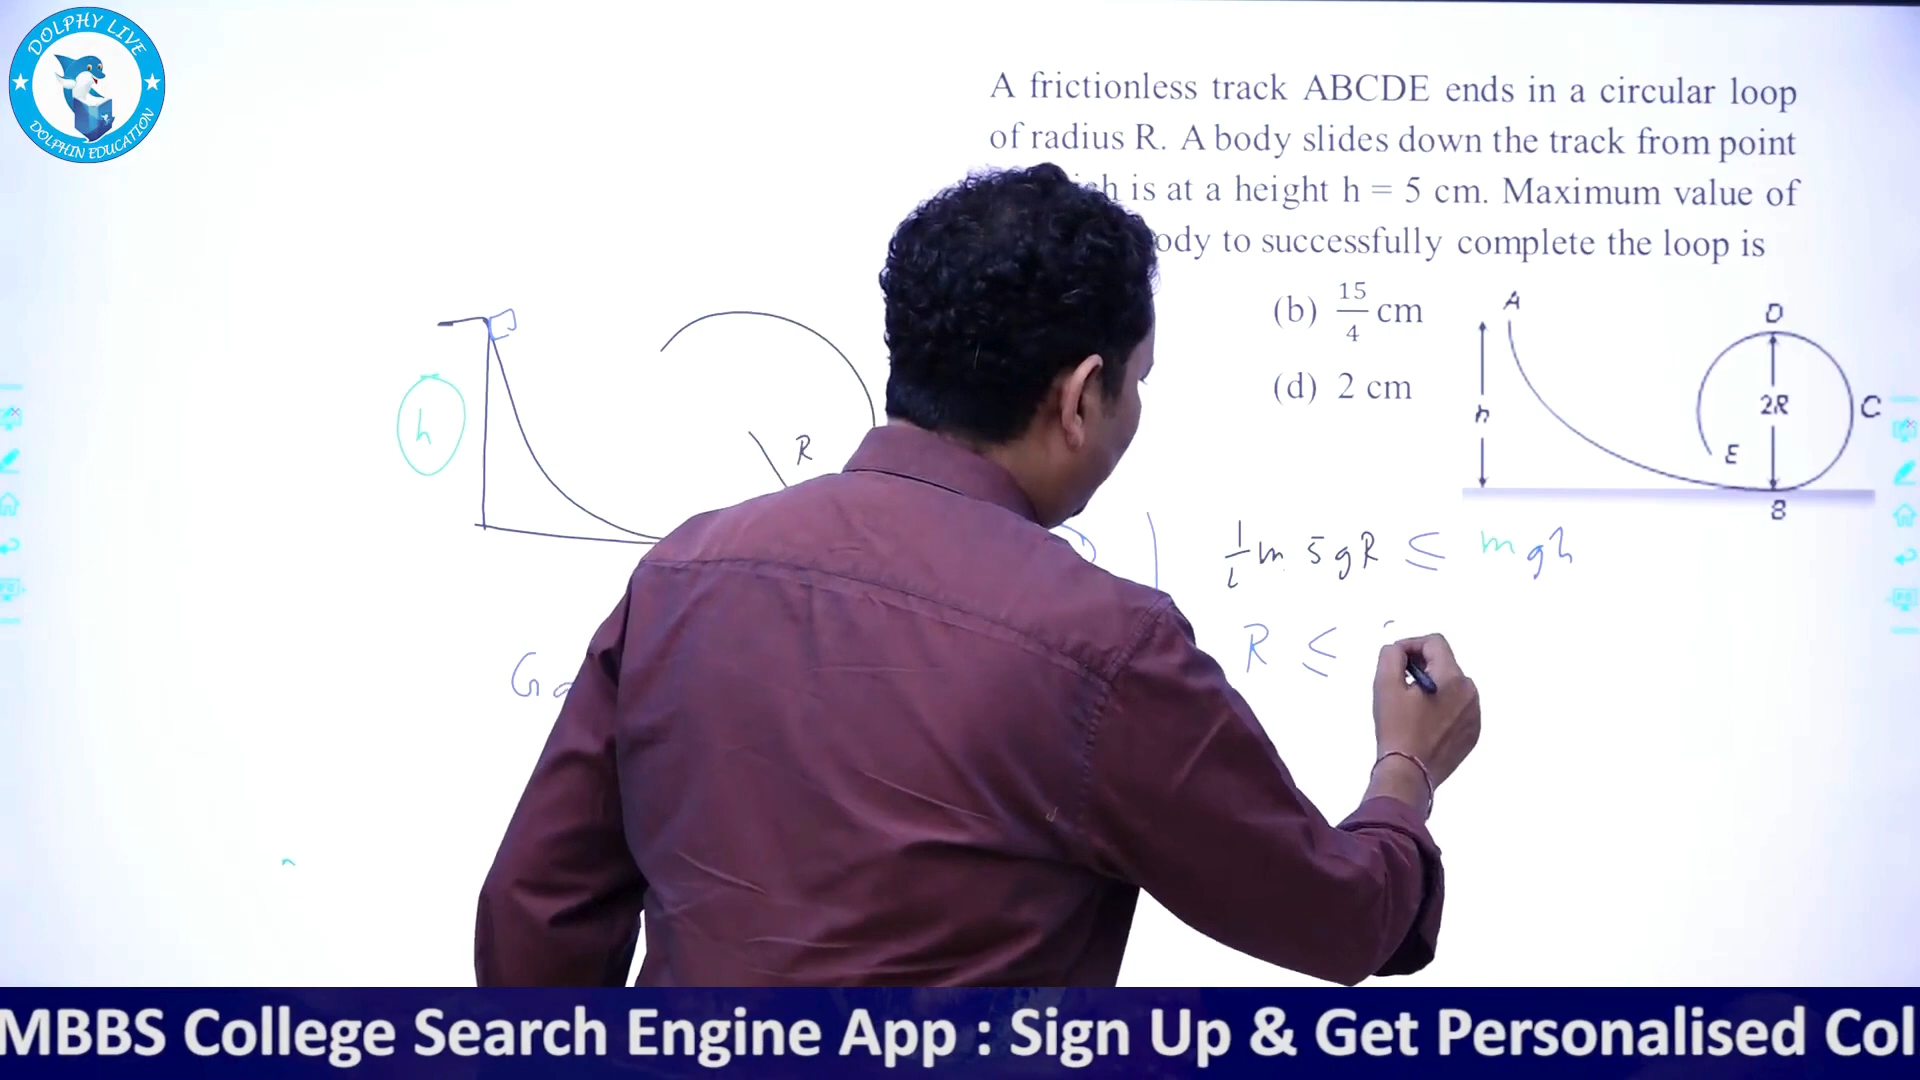 DOLPHY LIVE
DOLPHIN EDUCATION
A frictionless track ABCDE ends in a circular loop
of radius R. A body slides down the track from point
is at a height h = 5 cm. Maximum value of
to successfully complete the loop is
(b) 15/4 cm
(d) 2 cm
A
D
h
2R
C
E
B
h
R
1/2 m 5gR ≤ mgh
R ≤
MBBS College Search Engine App : Sign Up & Get Personalised Col